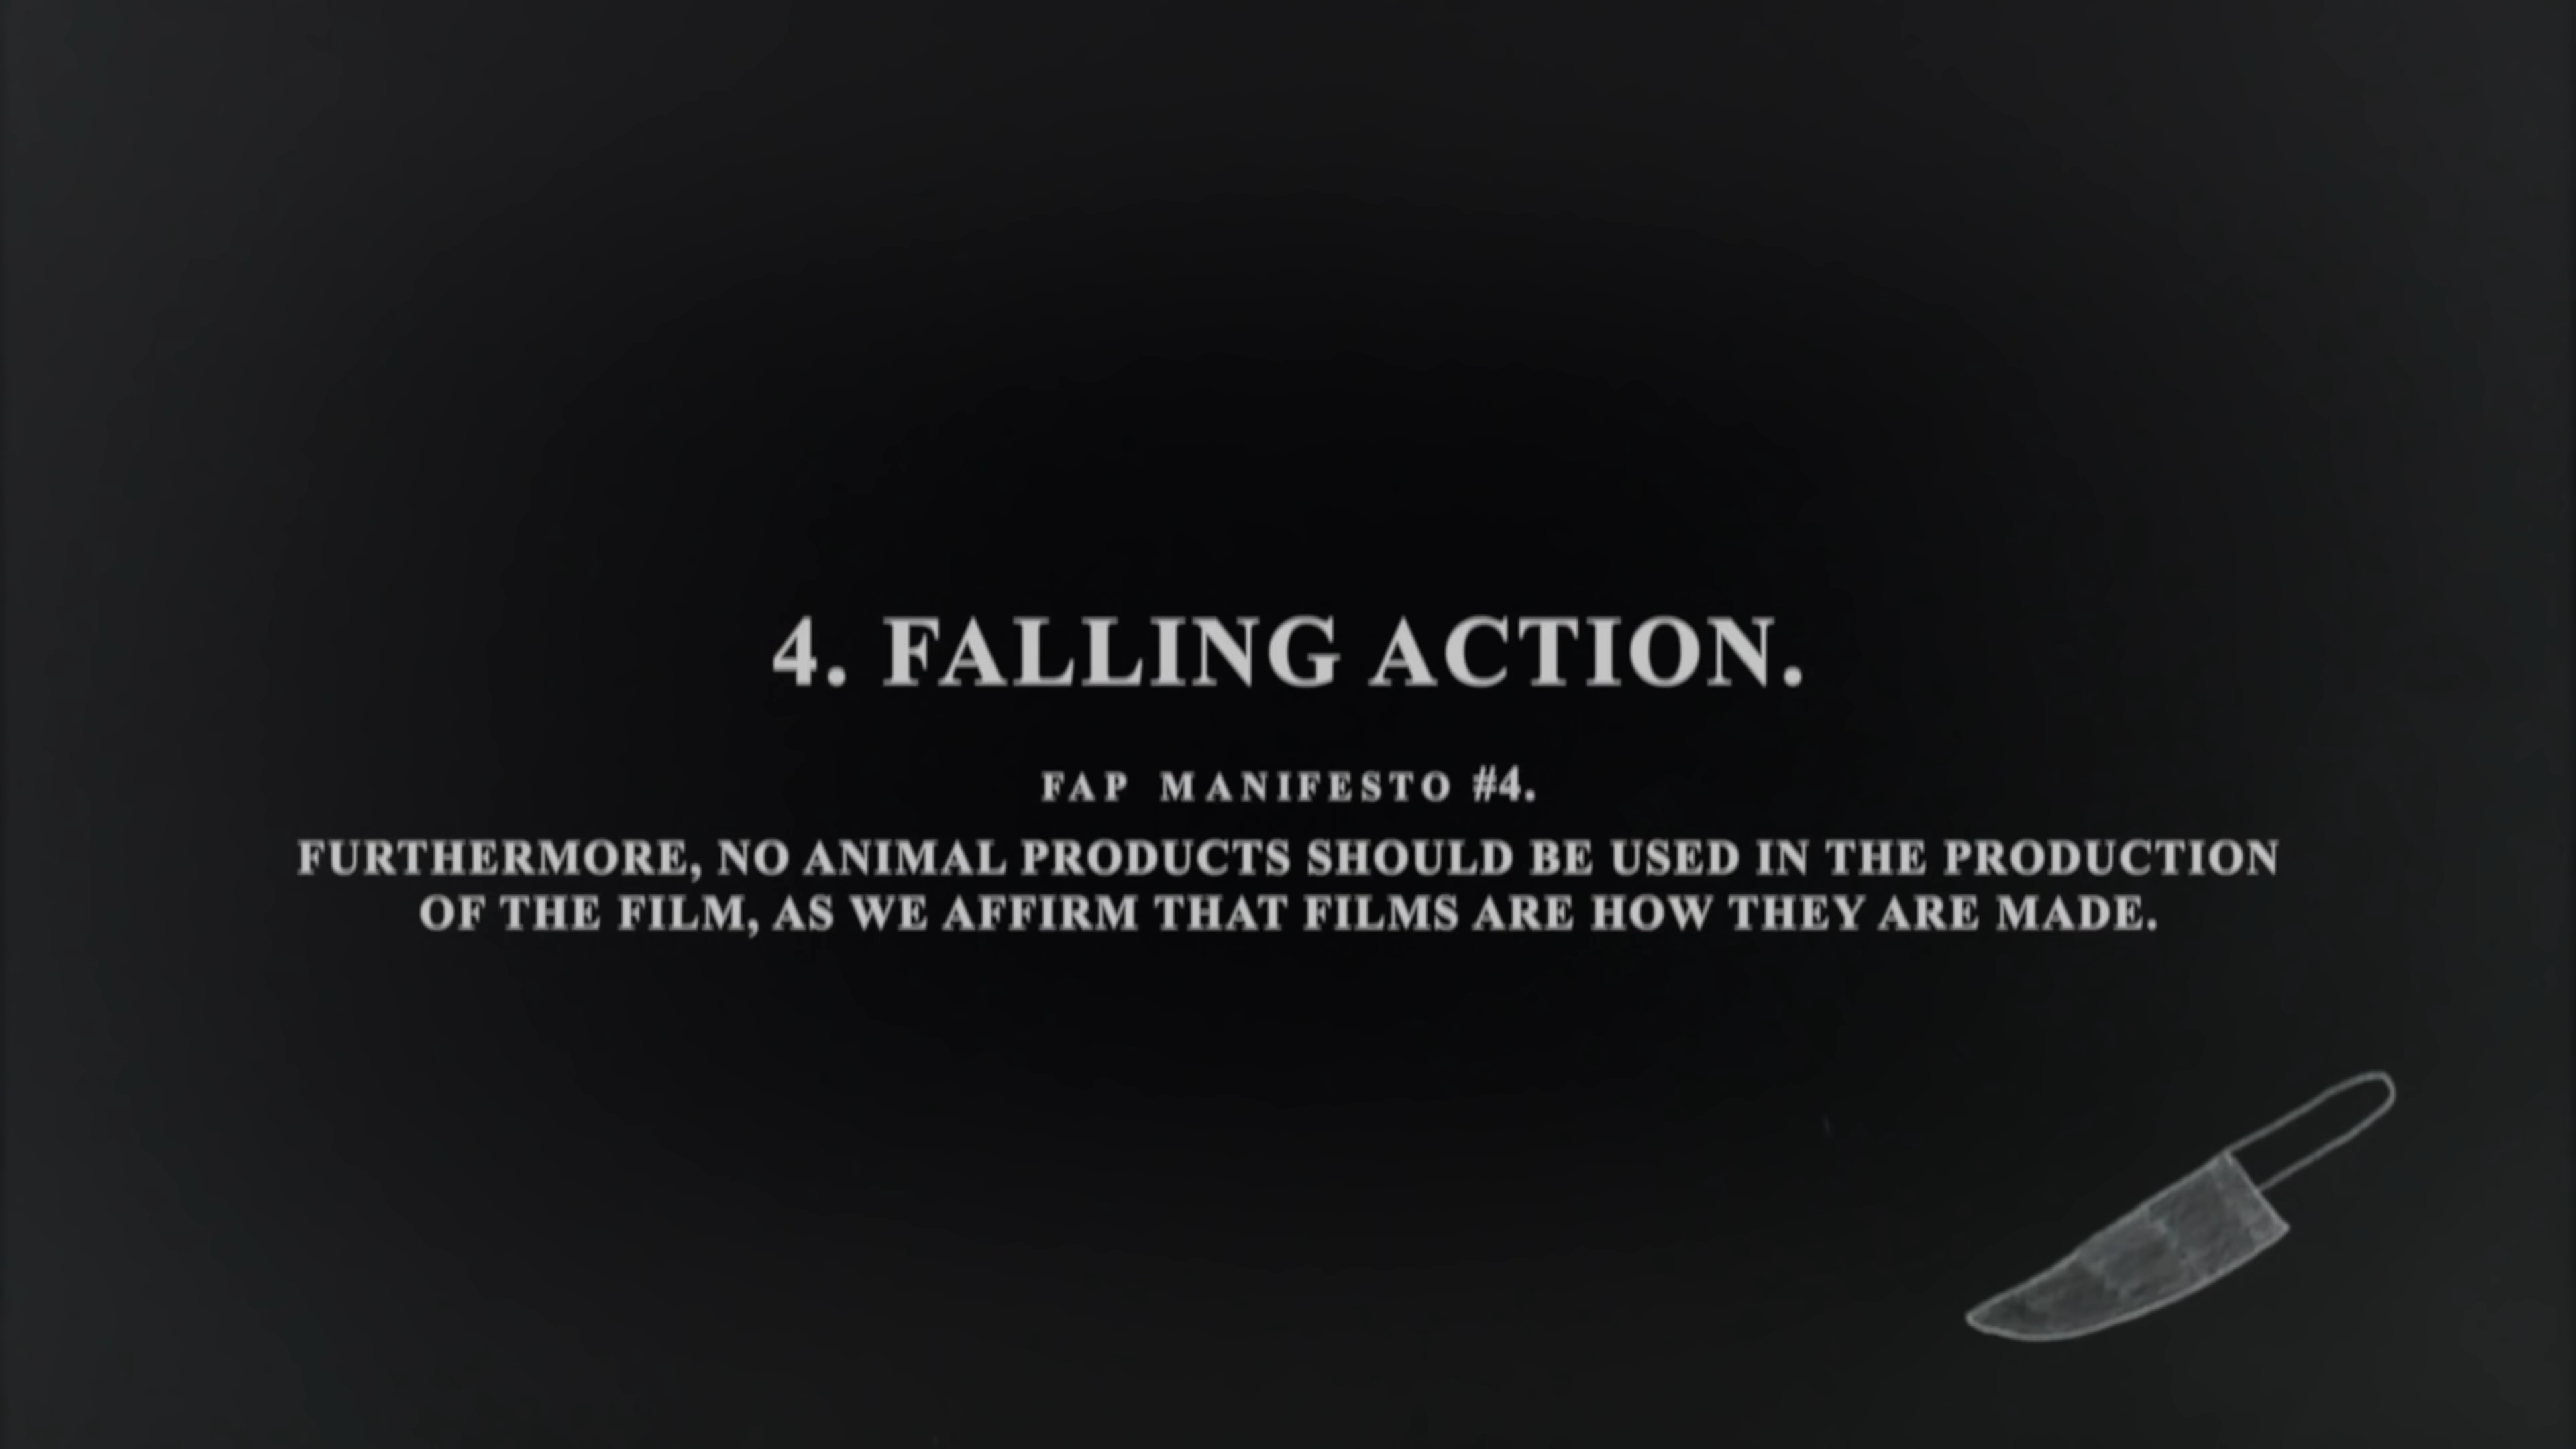 4. FALLING ACTION.
FAP MANIFESTO #4.
FURTHERMORE, NO ANIMAL PRODUCTS SHOULD BE USED IN THE PRODUCTION
OF THE FILM, AS WE AFFIRM THAT FILMS ARE HOW THEY ARE MADE.